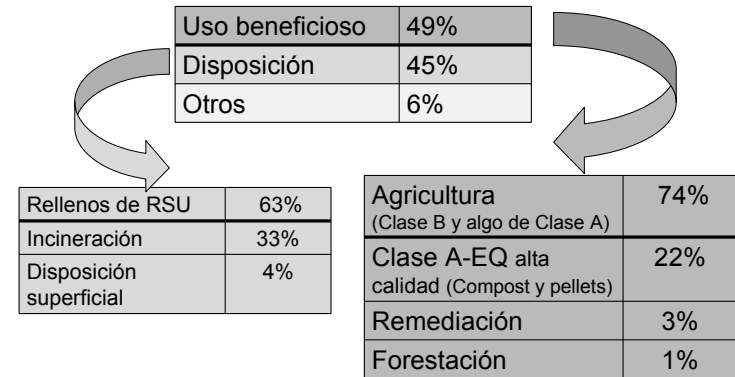 Uso beneficioso 49%
Disposición 45%
Otros 6%
Rellenos de RSU 63%
Incineración 33%
Disposición 4%
superficial
Agricultura 74%
(Clase B y algo de Clase A)
Clase A-EQ alta 22%
calidad (Compost y pellets)
Remediación 3%
Forestación 1%